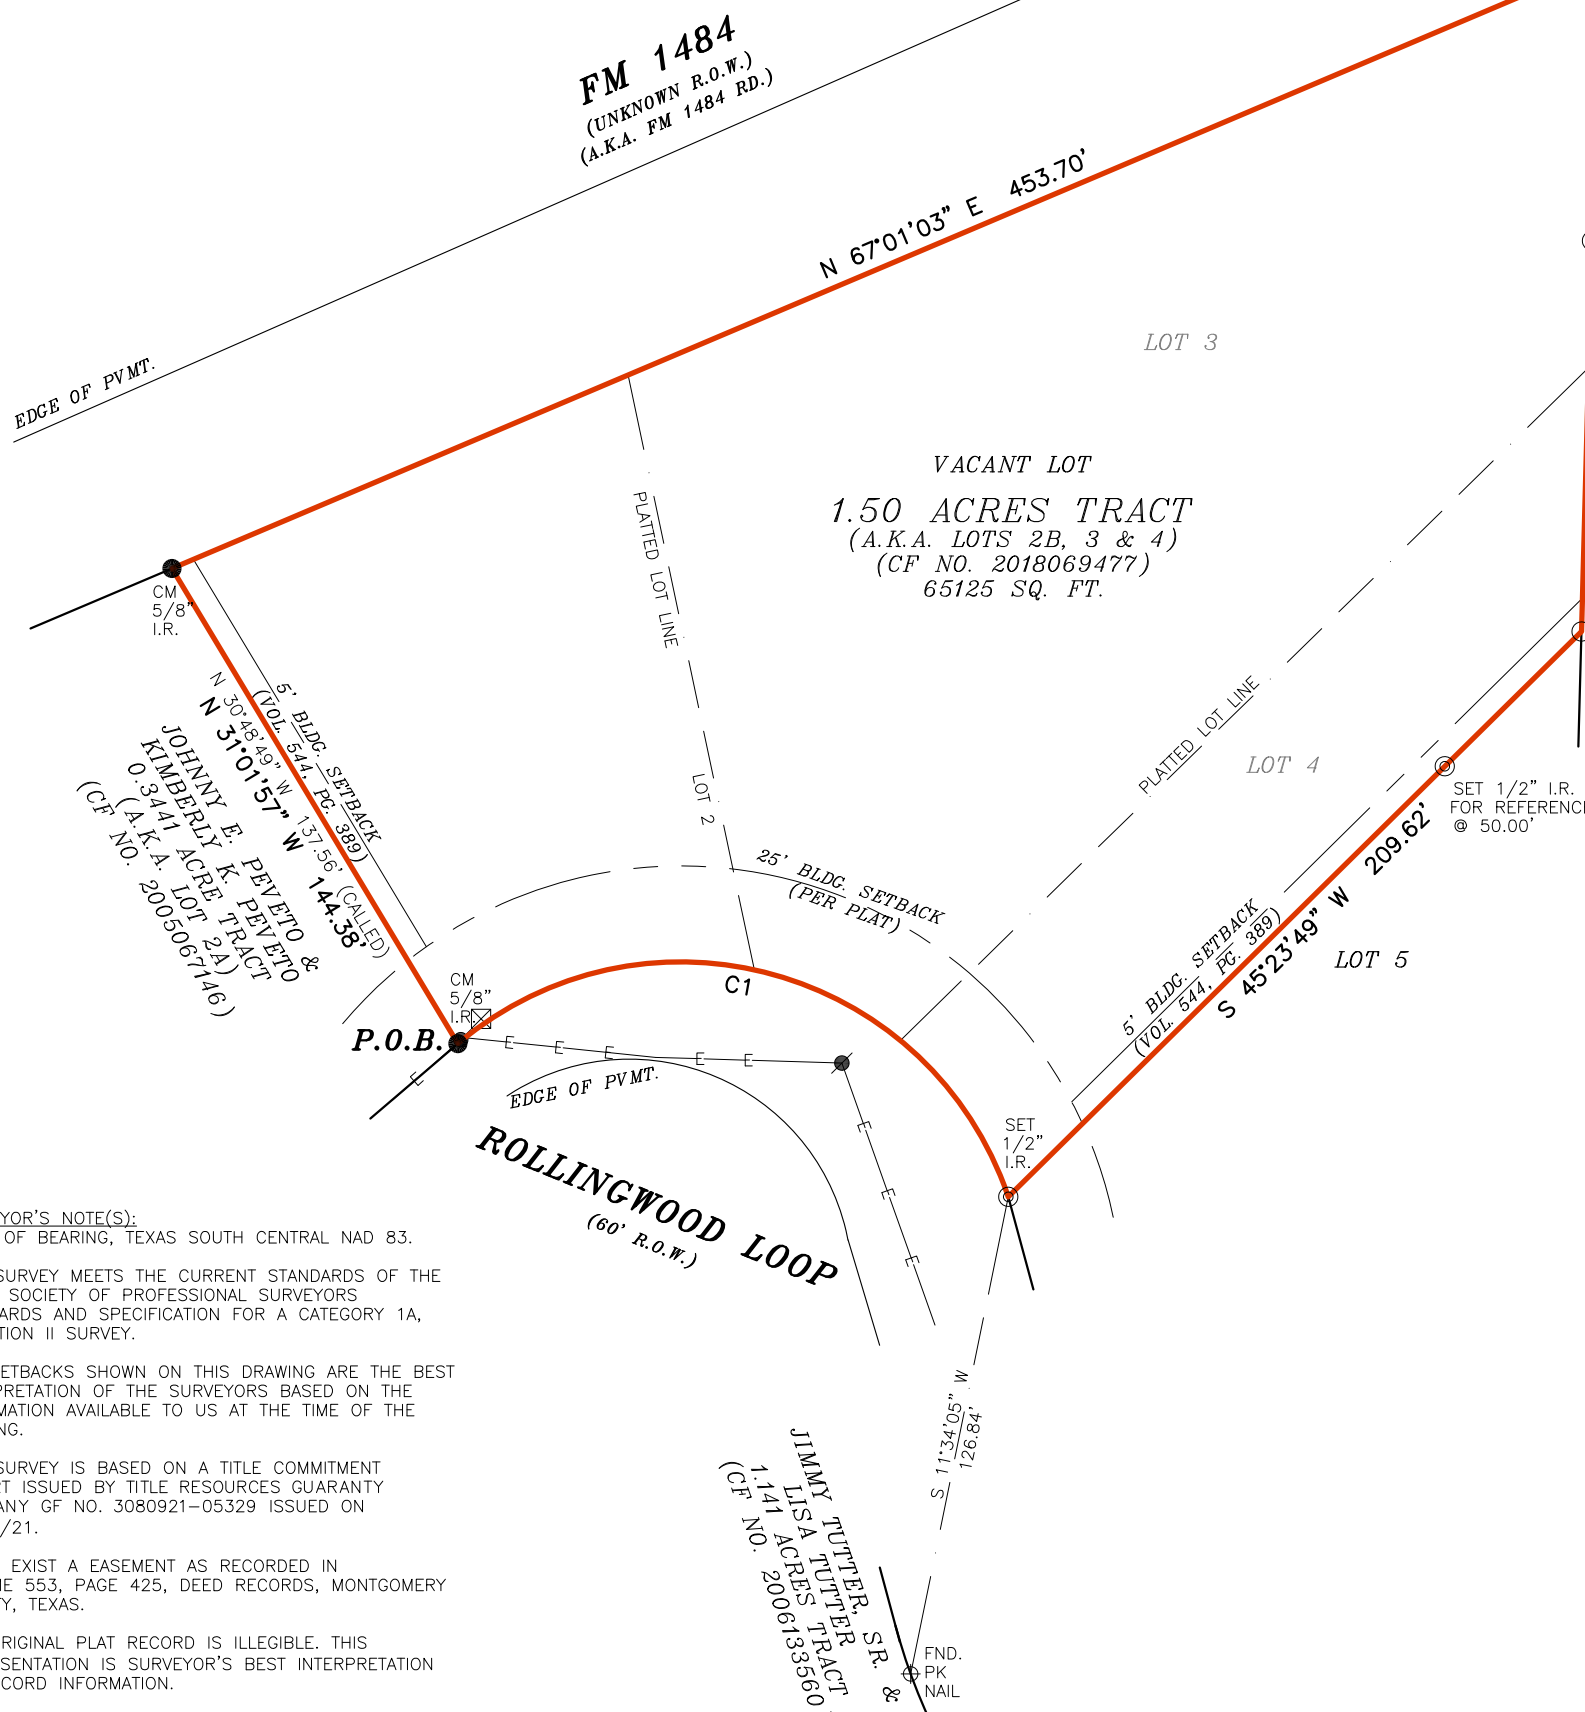 FM 1484
(UNKNOWN R.O.W.)
(A.K.A. FM 1484 RD.)
EDGE OF PVMT.
N 67°01'03" E 453.70'
LOT 3
VACANT LOT
1.50 ACRES TRACT
(A.K.A. LOTS 2B, 3 & 4)
(CF NO. 2018069477)
65125 SQ. FT.
PLATTED LOT LINE
LOT 2
CM
5/8"
I.R.
5' BLDG. SETBACK
(VOL. 544, PG. 389)
N 30°48'49" W 137.56' (CALLED)
N 31°01'57" W 144.38'
JOHNNY E. PEVETO &
KIMBERLY K. PEVETO
0.3441 ACRE TRACT
(A.K.A. LOT 2A)
(CF NO. 2005067146)
PLATTED LOT LINE
LOT 4
SET 1/2" I.R.
FOR REFERENCE
@ 50.00'
25' BLDG. SETBACK
(PER PLAT)
5' BLDG. SETBACK
(VOL. 544, PG. 389)
S 45°23'49" W 209.62'
LOT 5
C1
CM
5/8"
I.R.
P.O.B.
E
E
E
E
E
E
E
E
E
EDGE OF PVMT.
ROLLINGWOOD LOOP
(60' R.O.W.)
SET
1/2"
I.R.
S 11°34'05" W
126.84'
JIMMY TUTTER, SR. &
LISA TUTTER
1.141 ACRES TRACT
(CF NO. 2006133560
FND.
PK
NAIL
YOR'S NOTE(S):
OF BEARING, TEXAS SOUTH CENTRAL NAD 83.
SURVEY MEETS THE CURRENT STANDARDS OF THE
SOCIETY OF PROFESSIONAL SURVEYORS
ARDS AND SPECIFICATION FOR A CATEGORY 1A,
TION II SURVEY.
ETBACKS SHOWN ON THIS DRAWING ARE THE BEST
PRETATION OF THE SURVEYORS BASED ON THE
MATION AVAILABLE TO US AT THE TIME OF THE
NG.
SURVEY IS BASED ON A TITLE COMMITMENT
RT ISSUED BY TITLE RESOURCES GUARANTY
ANY GF NO. 3080921-05329 ISSUED ON
/21.
EXIST A EASEMENT AS RECORDED IN
ME 553, PAGE 425, DEED RECORDS, MONTGOMERY
TY, TEXAS.
RIGINAL PLAT RECORD IS ILLEGIBLE. THIS
SENTATION IS SURVEYOR'S BEST INTERPRETATION
CORD INFORMATION.